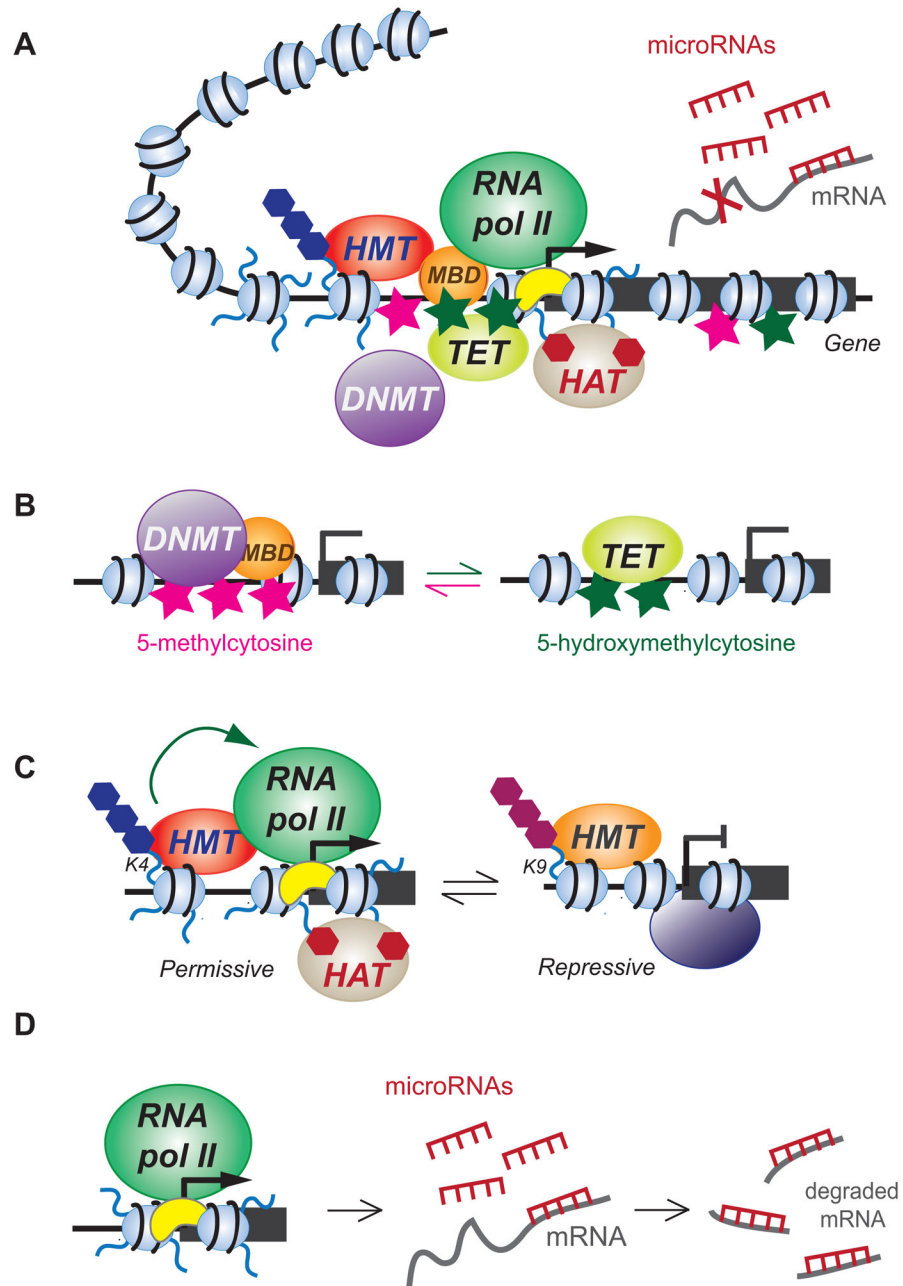 A
microRNAs
mRNA
RNA
pol II
HMT
MBD
TET
DNMT
HAT
Gene
B
DNMT
MBD
TET
5-methylcytosine
5-hydroxymethylcytosine
C
RNA
pol II
HMT
K4
HAT
Permissive
HMT
K9
Repressive
D
RNA
pol II
microRNAs
mRNA
degraded
mRNA